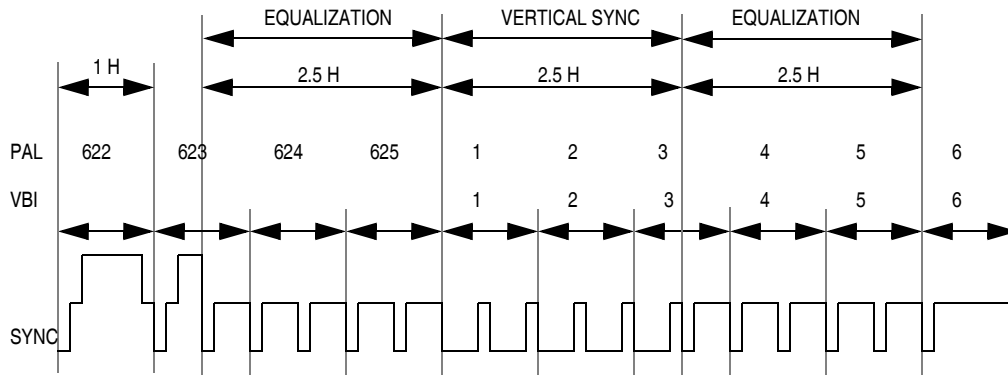 EQUALIZATION VERTICAL SYNC EQUALIZATION
1 H 2.5 H 2.5 H 2.5 H
PAL 622 623 624 625 1 2 3 4 5 6
VBI 1 2 3 4 5 6
SYNC